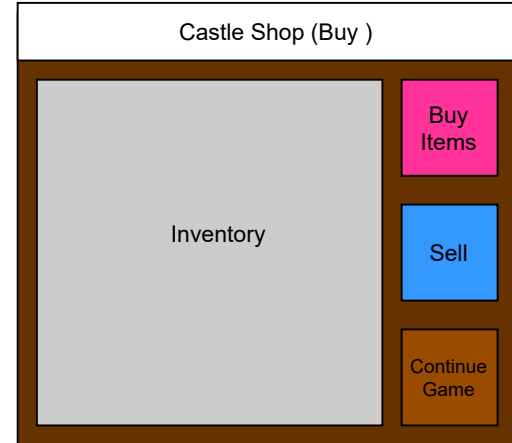 Castle Shop (Buy )
Buy
Items
Inventory
Sell
Continue
Game